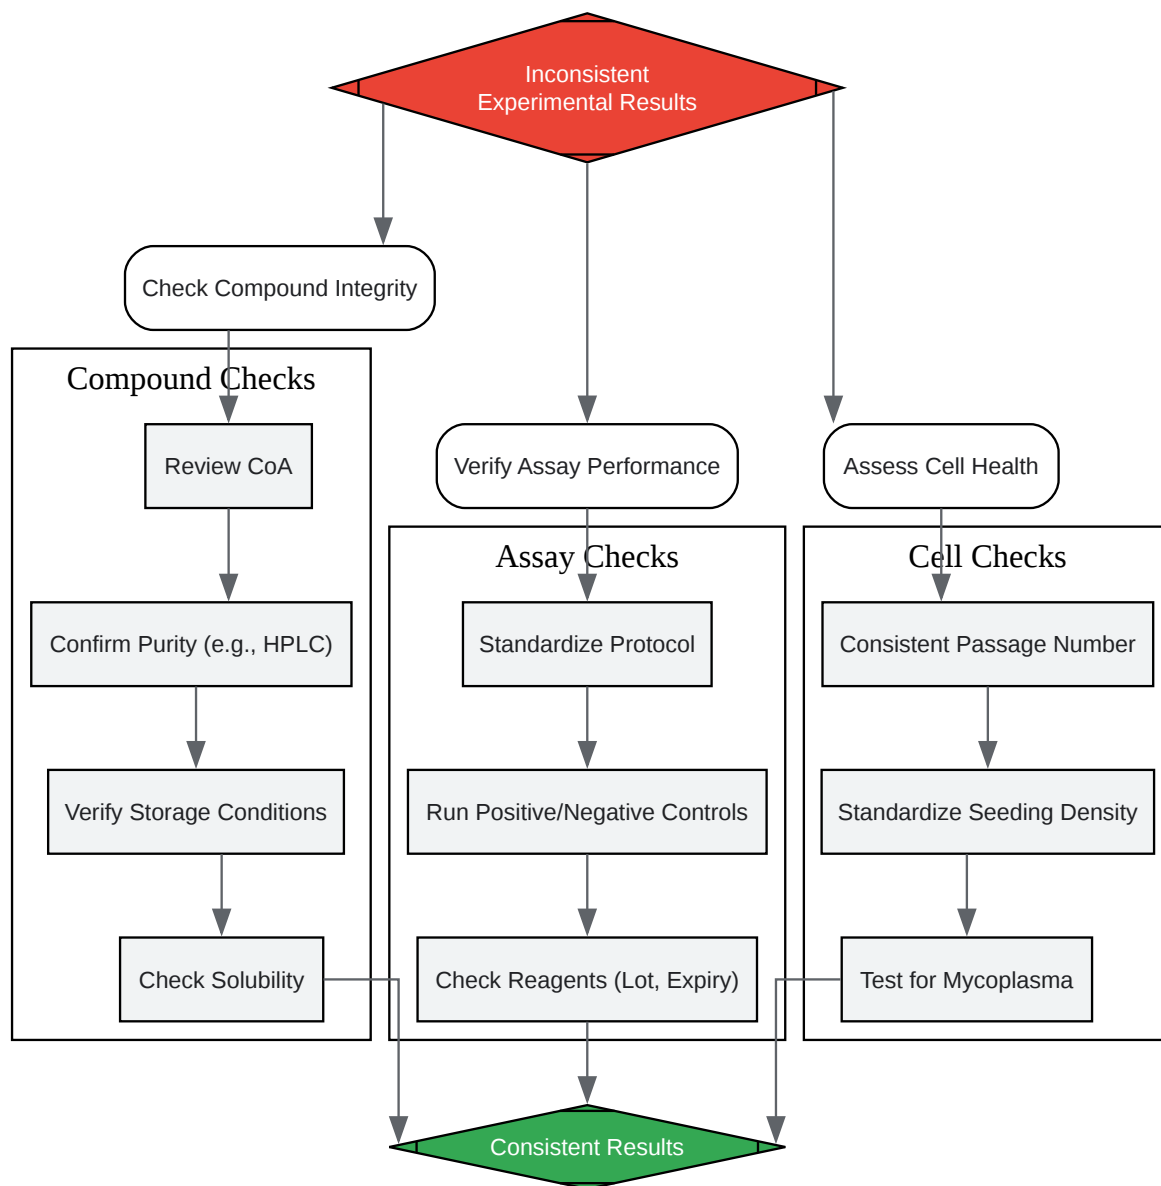 Inconsistent
Experimental Results
Check Compound Integrity
Compound Checks
Review CoA
Confirm Purity (e.g., HPLC)
Verify Storage Conditions
Check Solubility
Verify Assay Performance
Assay Checks
Standardize Protocol
Run Positive/Negative Controls
Check Reagents (Lot, Expiry)
Assess Cell Health
Cell Checks
Consistent Passage Number
Standardize Seeding Density
Test for Mycoplasma
Consistent Results